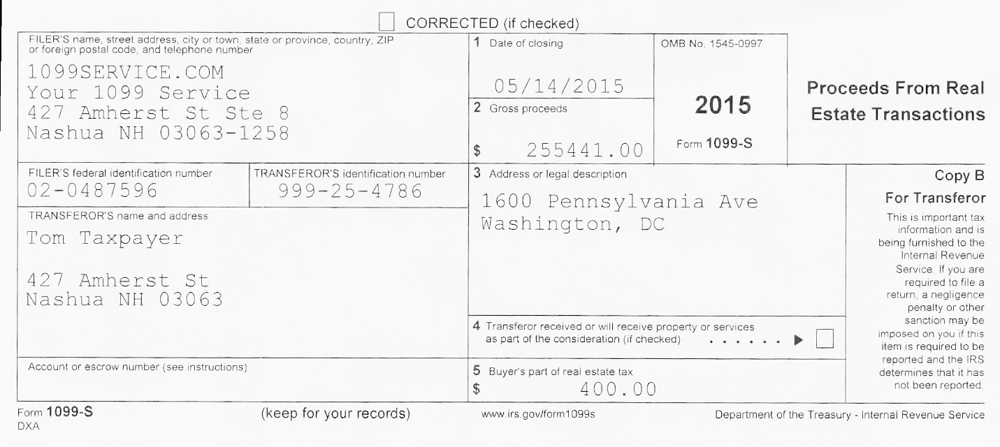 CORRECTED (if checked)
FILER'S name, street address, city or town, state or province, country, ZIP
or foreign postal code, and telephone number
1099SERVICE.COM
Your 1099 Service
427 Amherst St Ste 8
Nashua NH 03063-1258
1 Date of closing
05/14/2015
2 Gross proceeds
$ 255441.00
OMB No. 1545-0997
2015
Form 1099-S
Proceeds From Real
Estate Transactions
FILER'S federal identification number
02-0487596
TRANSFEROR'S identification number
999-25-4786
3 Address or legal description
1600 Pennsylvania Ave
Washington, DC
TRANSFEROR'S name and address
Tom Taxpayer
427 Amherst St
Nashua NH 03063
4 Transferor received or will receive property or services
as part of the consideration (if checked) . . . . . .
Account or escrow number (see instructions)
5 Buyer's part of real estate tax
$ 400.00
Copy B
For Transferor
This is important tax
information and is
being furnished to the
Internal Revenue
Service. If you are
required to file a
return, a negligence
penalty or other
sanction may be
imposed on you if this
item is required to be
reported and the IRS
determines that it has
not been reported.
Form 1099-S
DXA
(keep for your records)
www.irs.gov/form1099s
Department of the Treasury - Internal Revenue Service